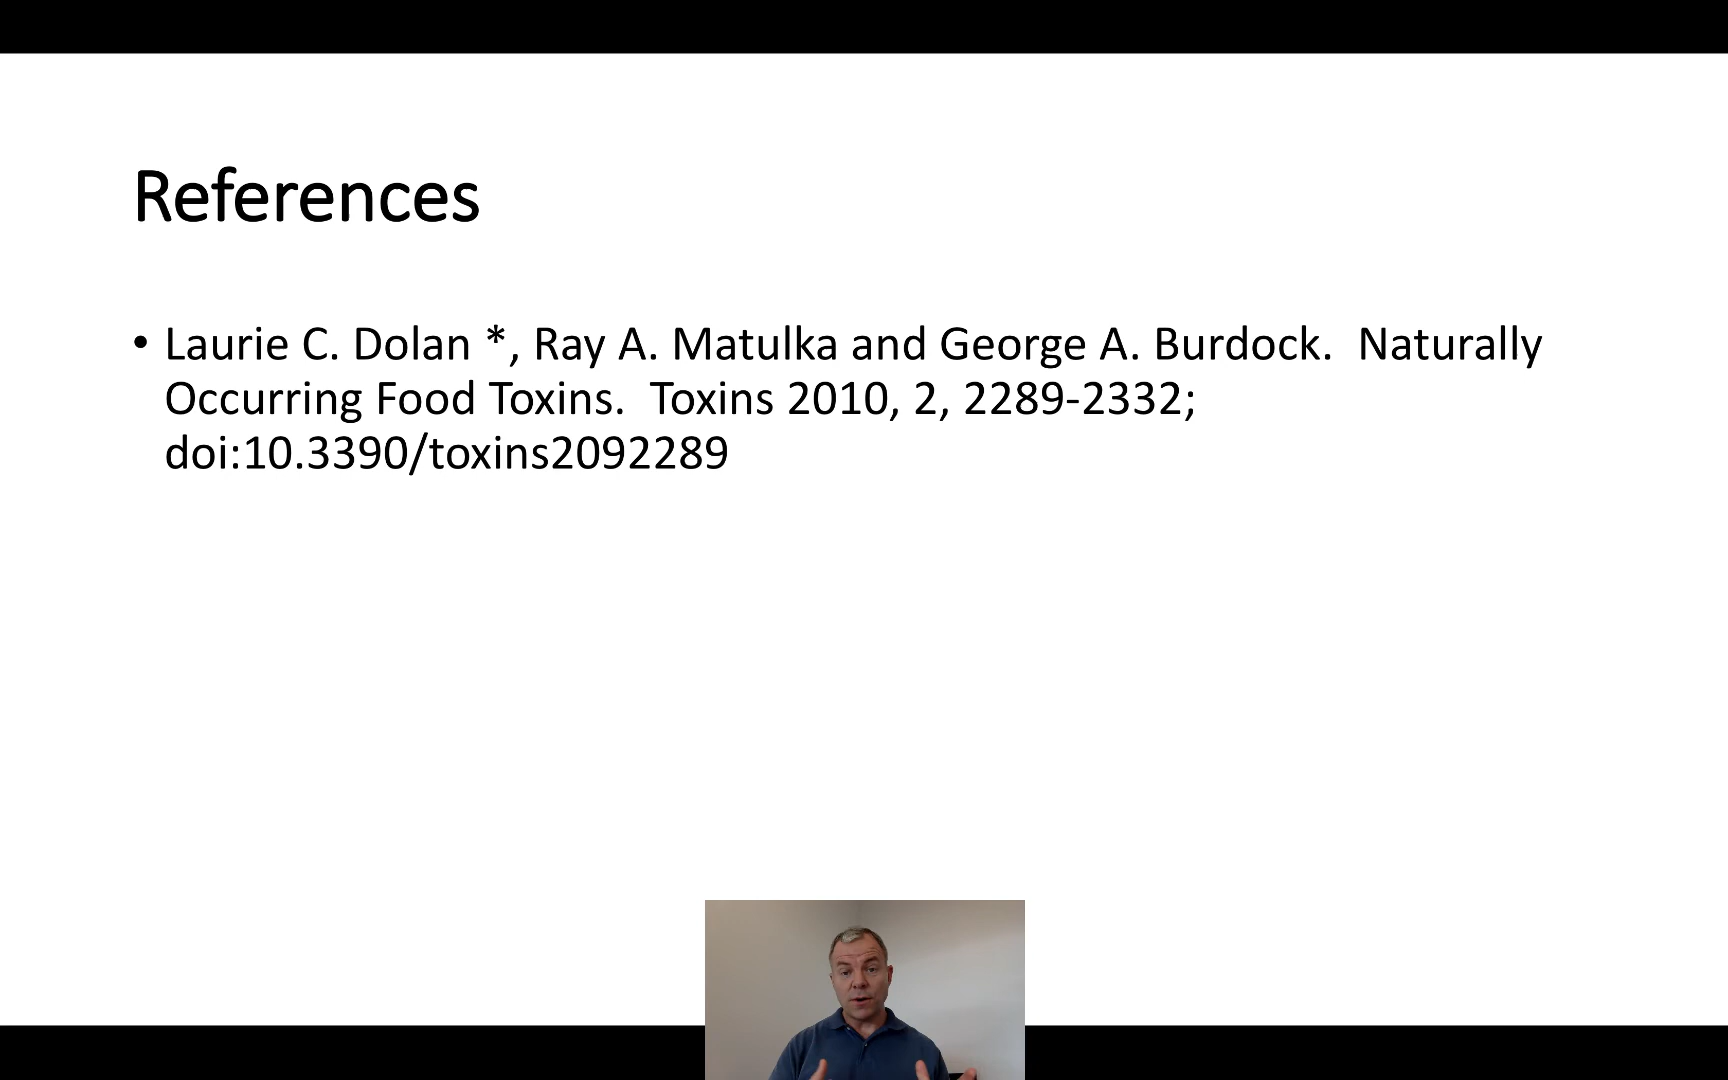 References
• Laurie C. Dolan *, Ray A. Matulka and George A. Burdock.  Naturally
Occurring Food Toxins.  Toxins 2010, 2, 2289-2332;
doi:10.3390/toxins2092289